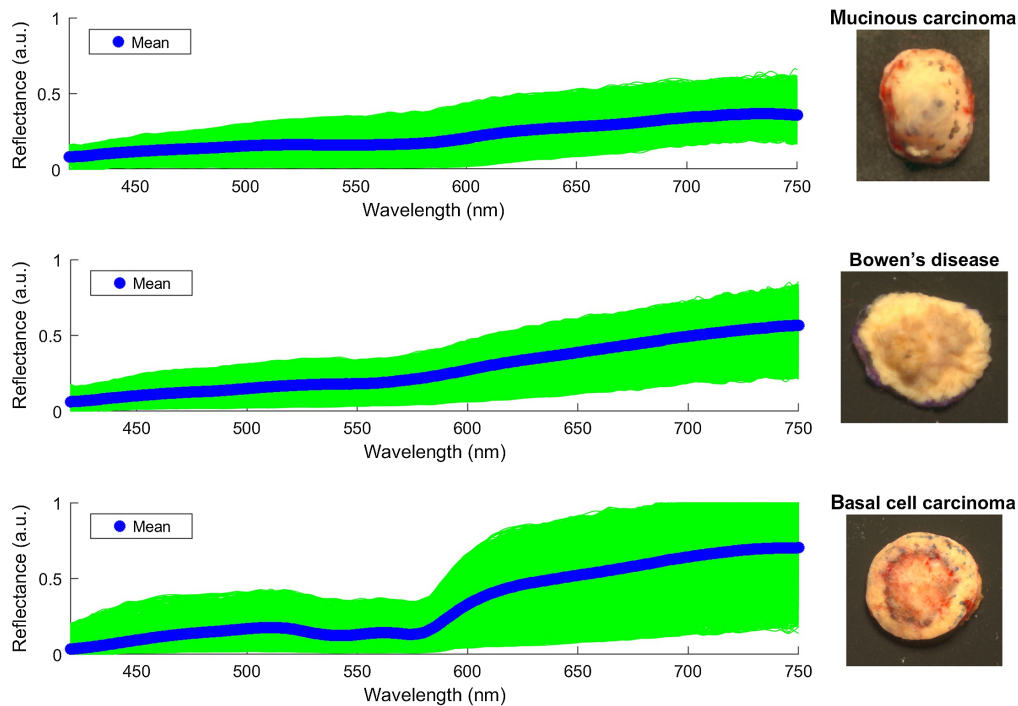 Mucinous carcinoma
Reflectance (a.u.)
1
0.5
0
Mean
450 500 550 600 650 700 750
Wavelength (nm)
Bowen’s disease
Reflectance (a.u.)
1
0.5
0
Mean
450 500 550 600 650 700 750
Wavelength (nm)
Basal cell carcinoma
Reflectance (a.u.)
1
0.5
0
Mean
450 500 550 600 650 700 750
Wavelength (nm)